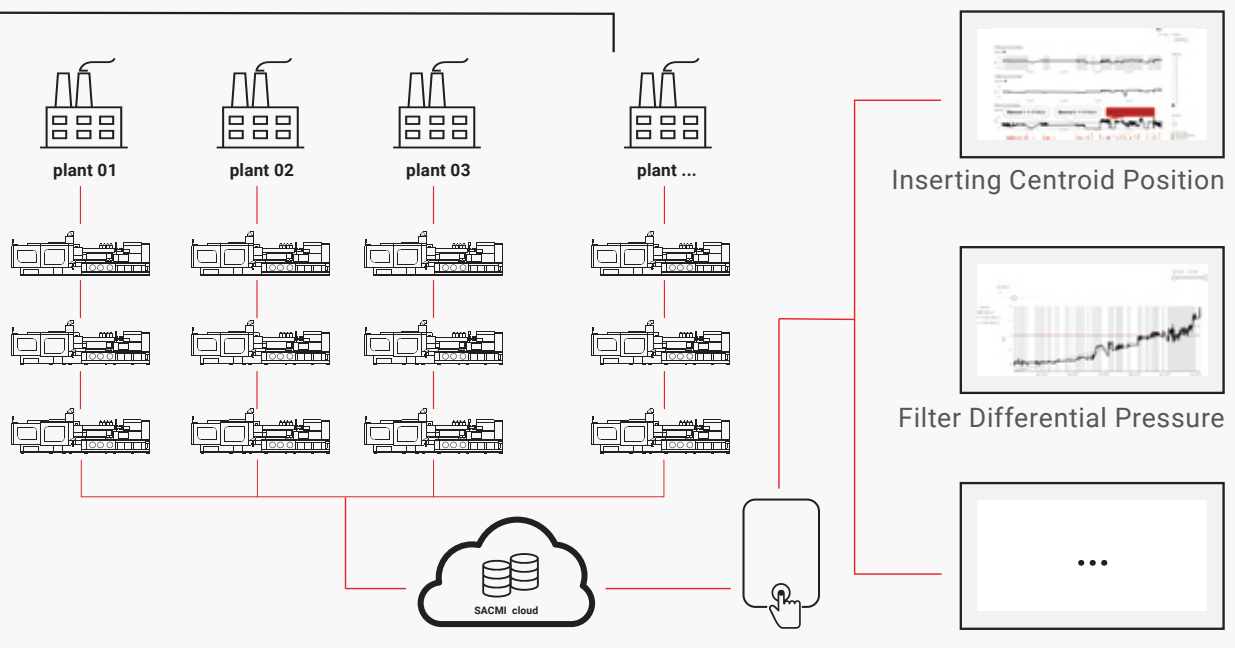 plant 01
plant 02
plant 03
plant ...
Inserting Centroid Position
Filter Differential Pressure
SACMI cloud
...